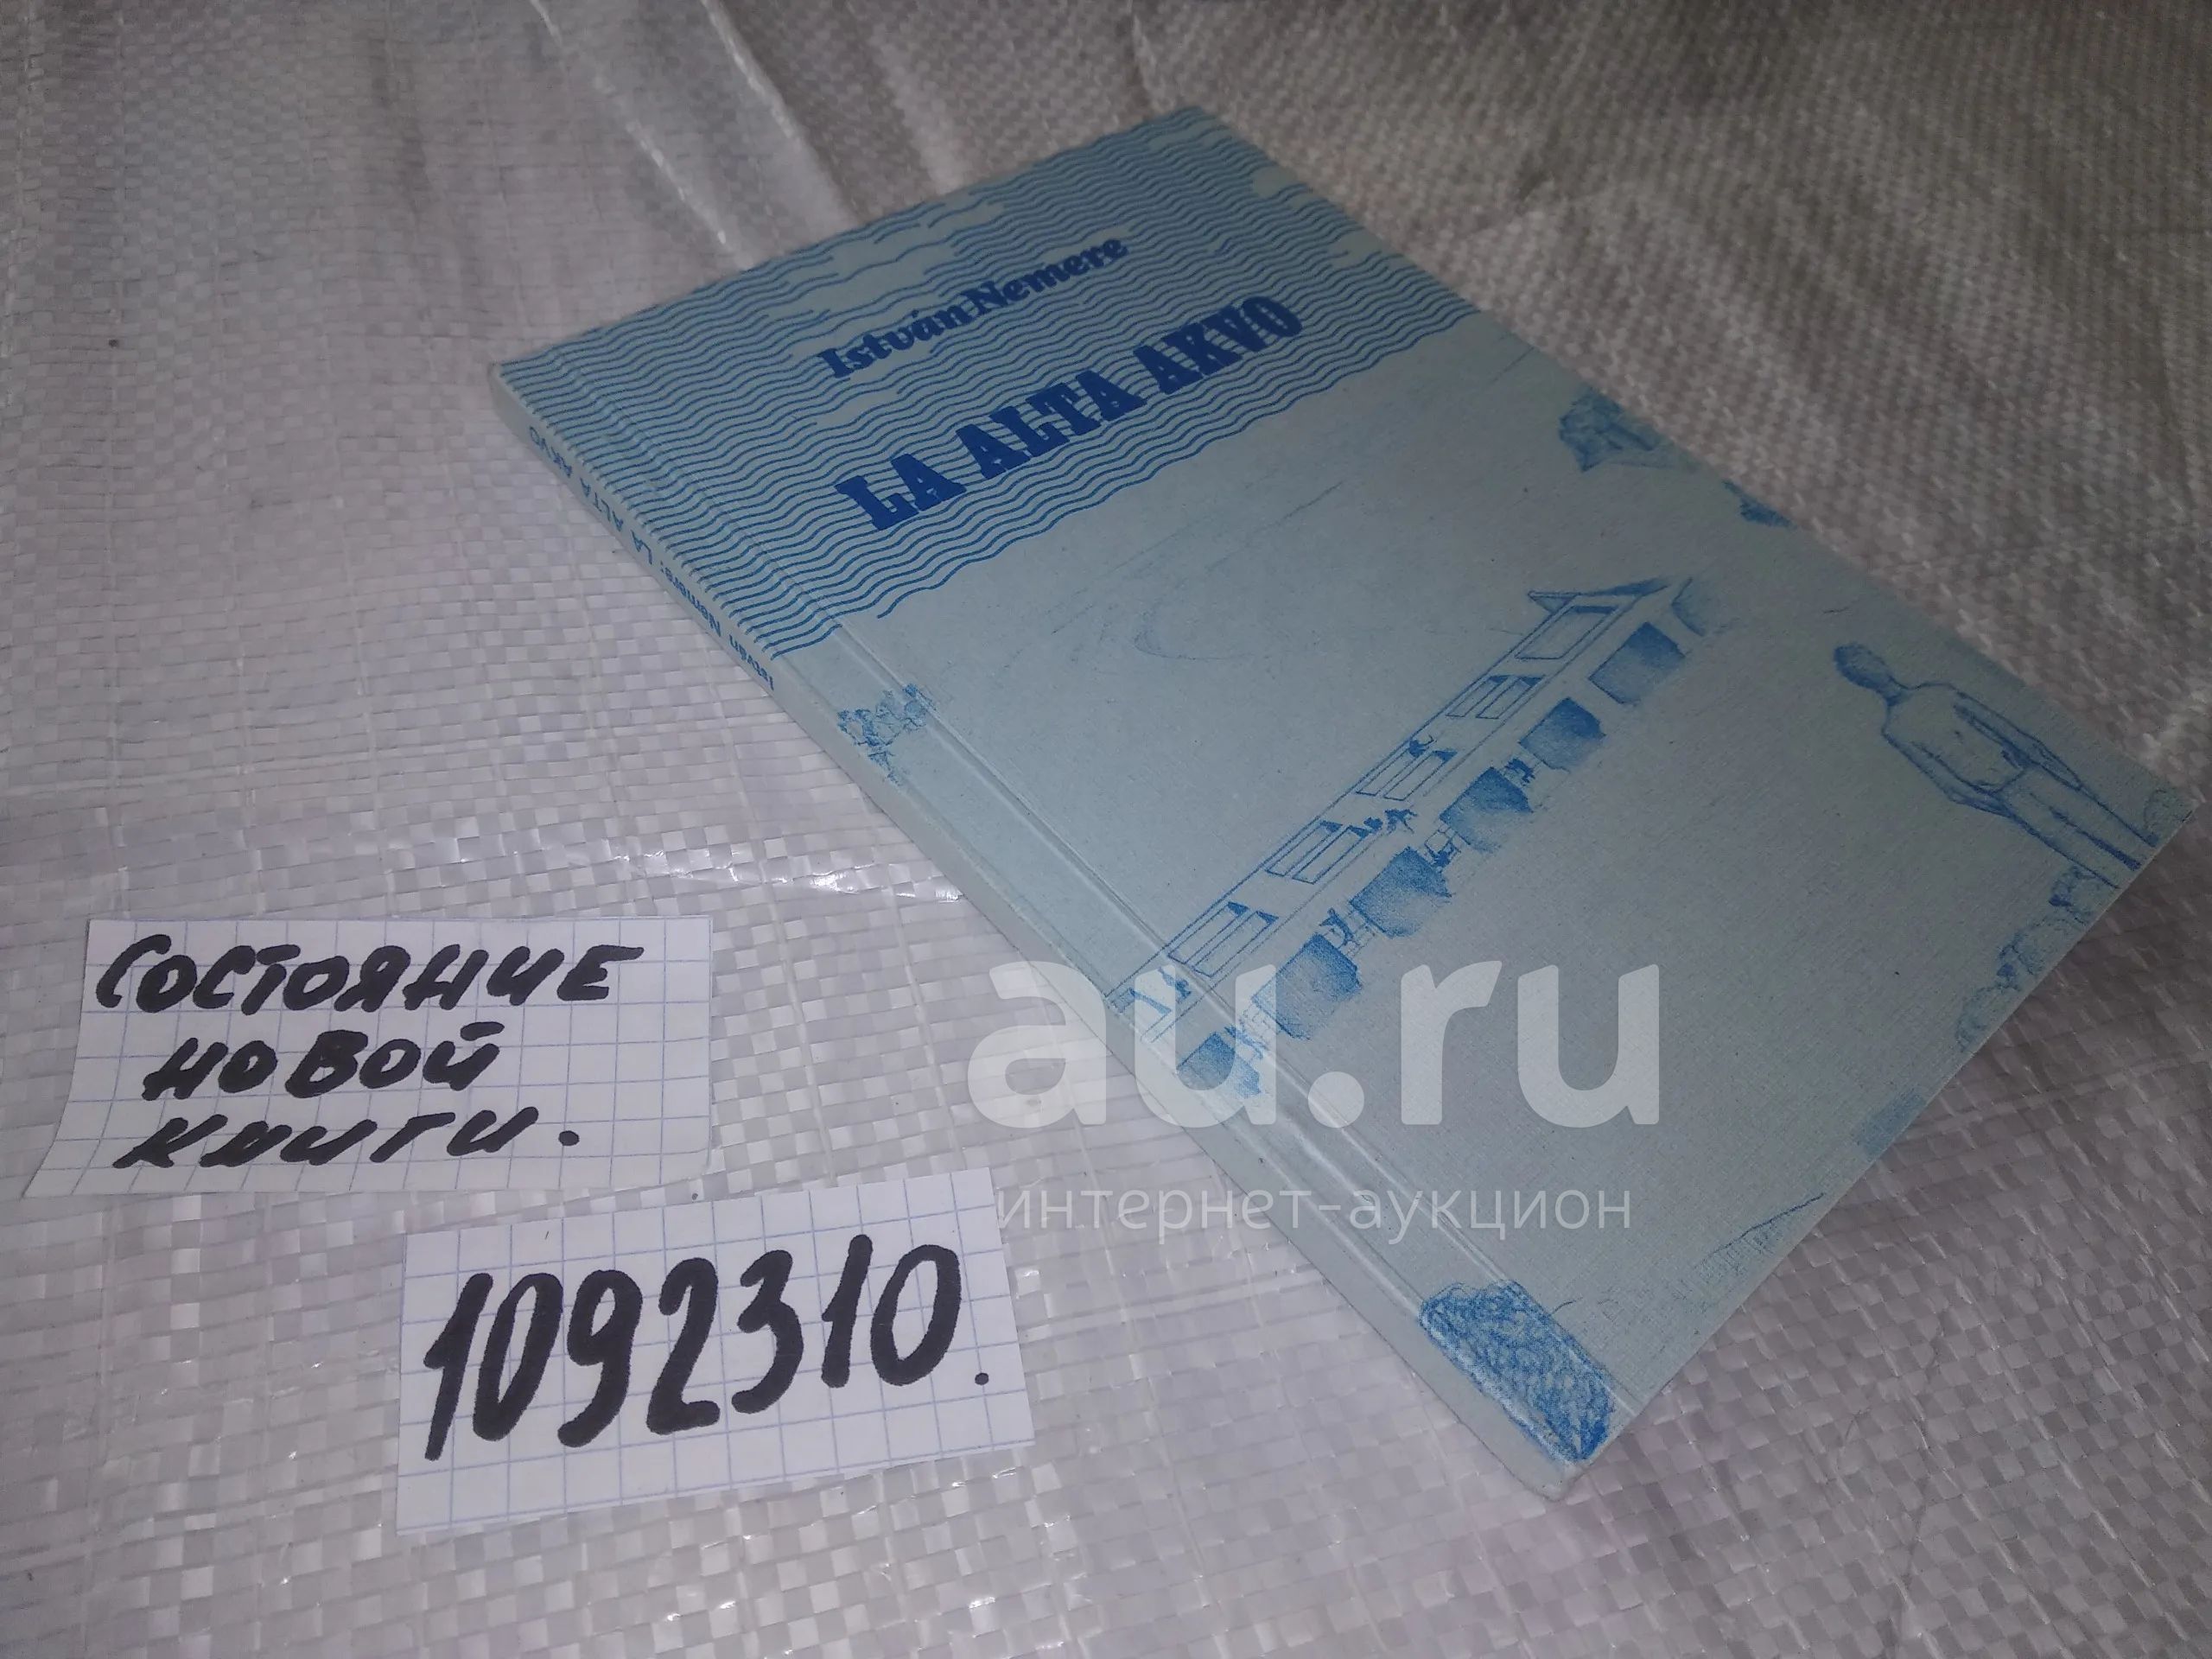 István Nemere
LA ALTA AKVO
István Nemere: LA ALTA AKVO
СОСТОЯНИЕ
НОВОЙ
КНИГИ.
1092310.
au.ru
интернет-аукцион